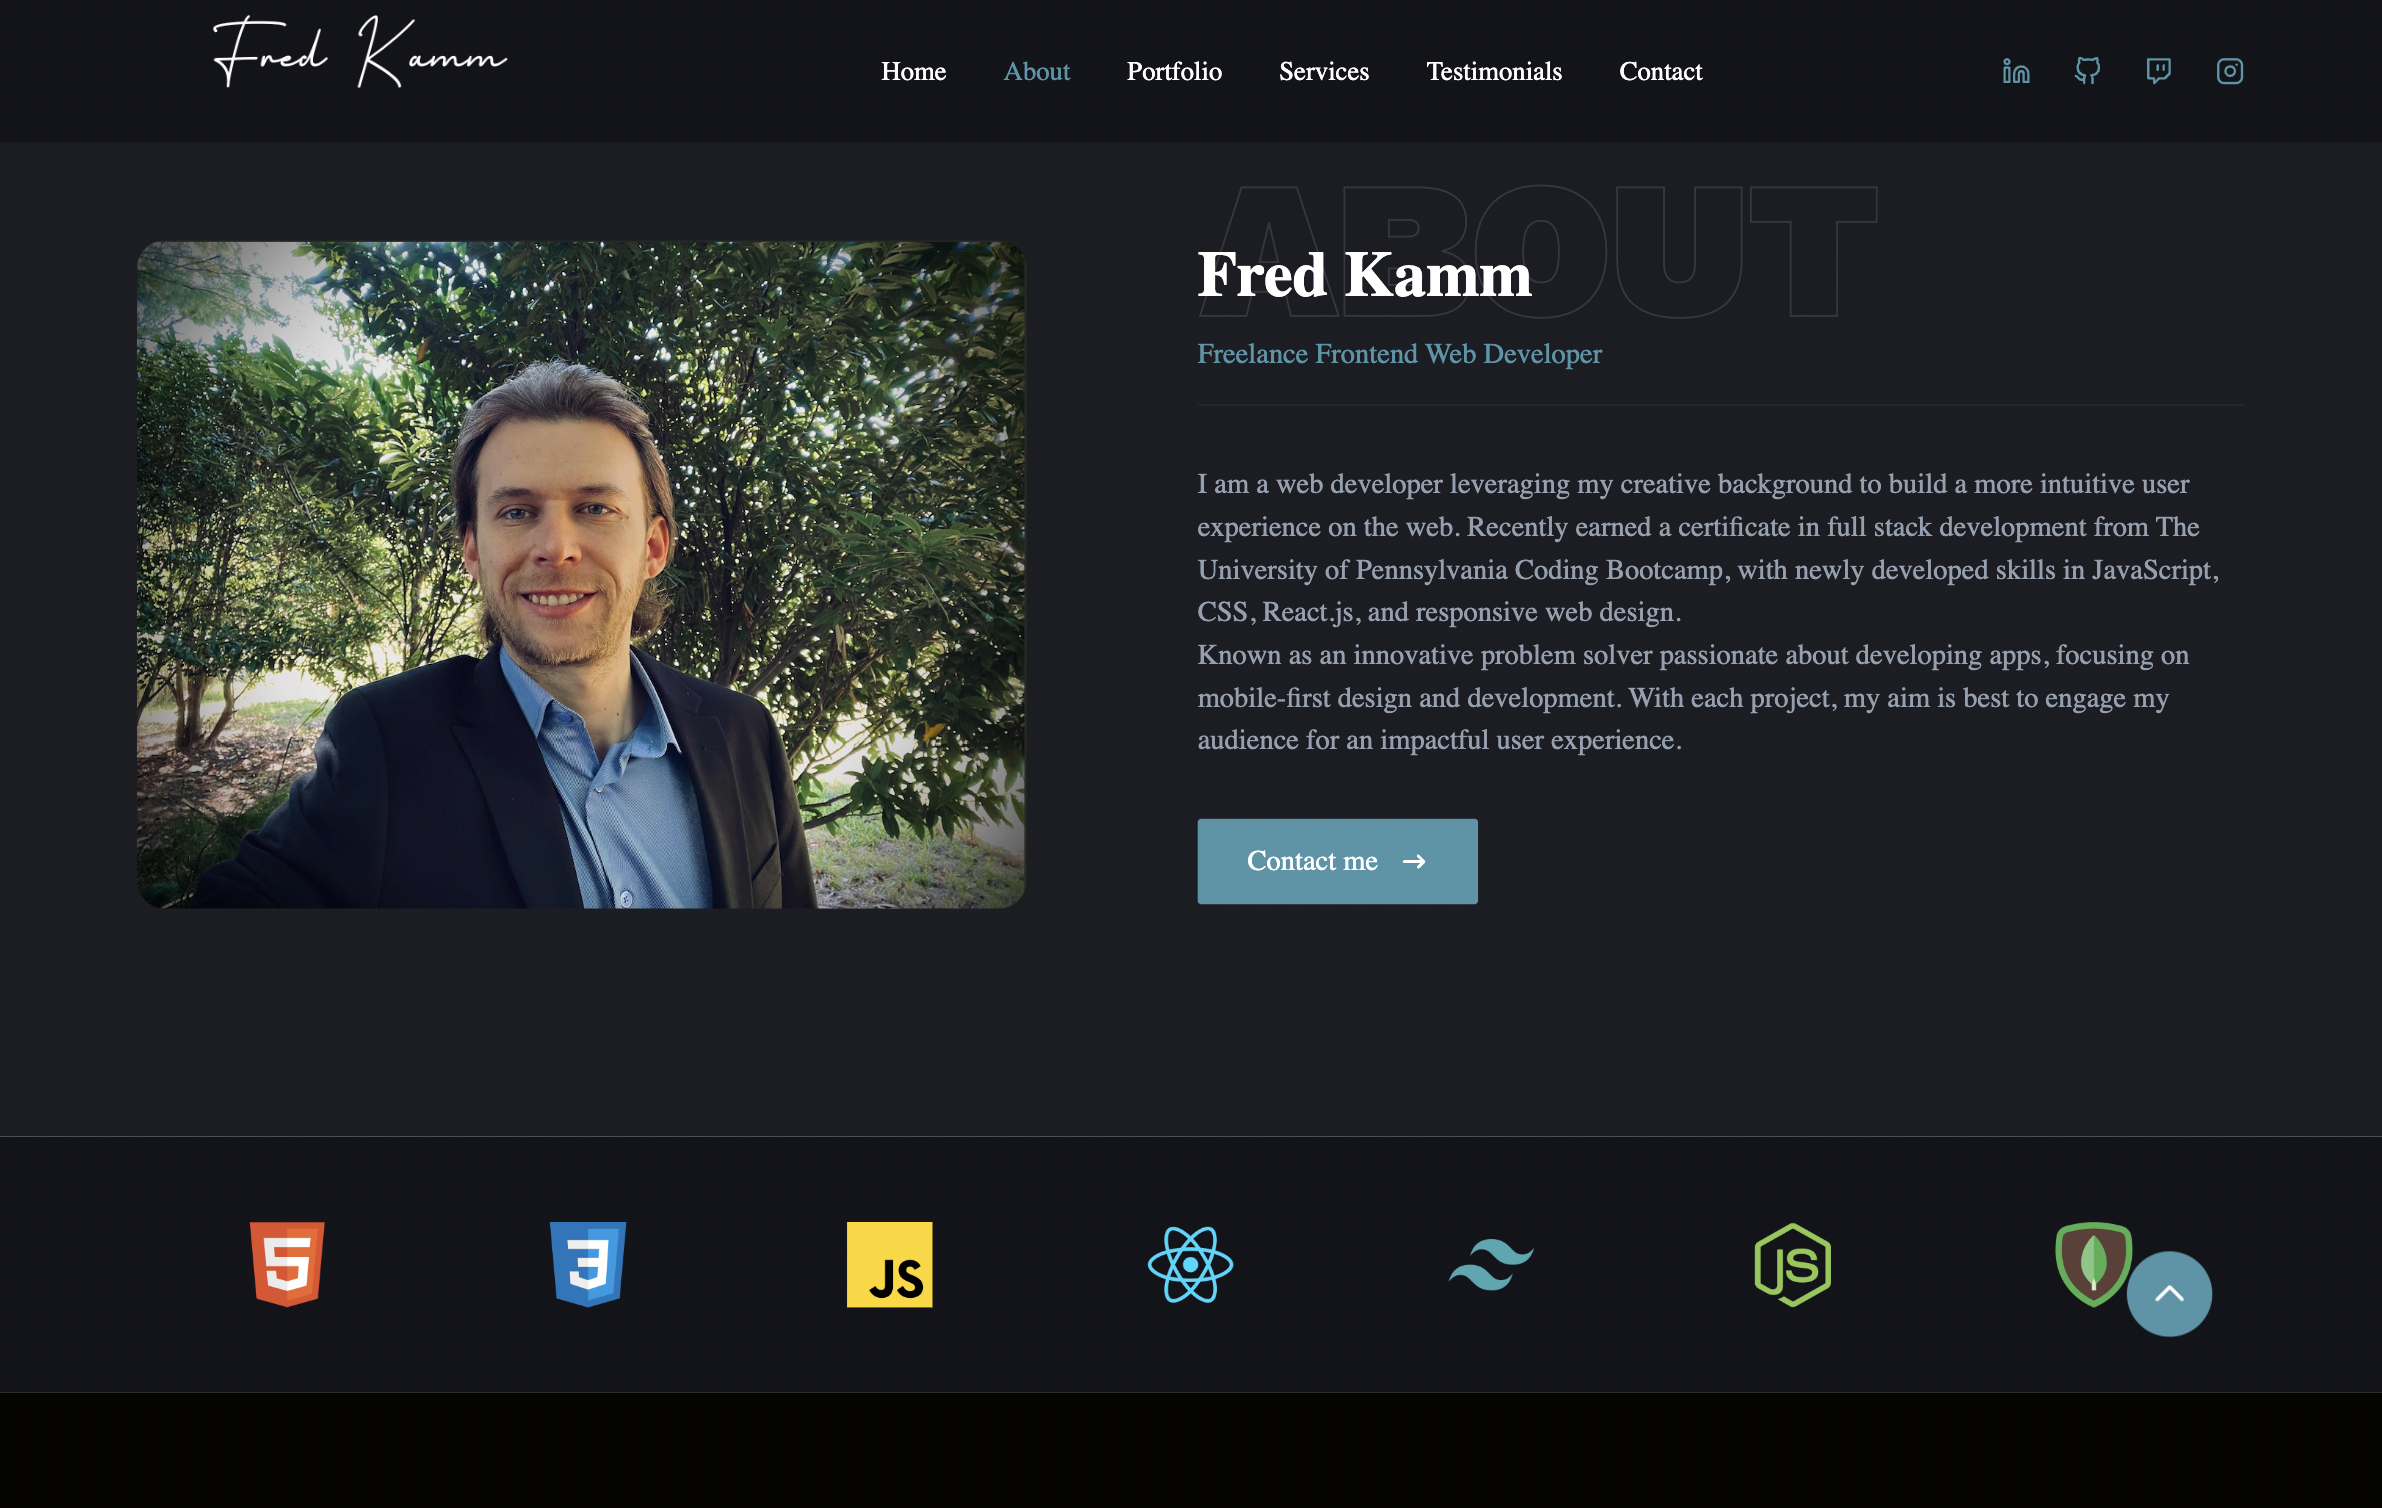 Fred Kamm
Home About Portfolio Services Testimonials Contact
ABOUT
Fred Kamm
Freelance Frontend Web Developer
I am a web developer leveraging my creative background to build a more intuitive user
experience on the web. Recently earned a certificate in full stack development from The
University of Pennsylvania Coding Bootcamp, with newly developed skills in JavaScript,
CSS, React.js, and responsive web design.
Known as an innovative problem solver passionate about developing apps, focusing on
mobile-first design and development. With each project, my aim is best to engage my
audience for an impactful user experience.
Contact me
5 3 JS JS